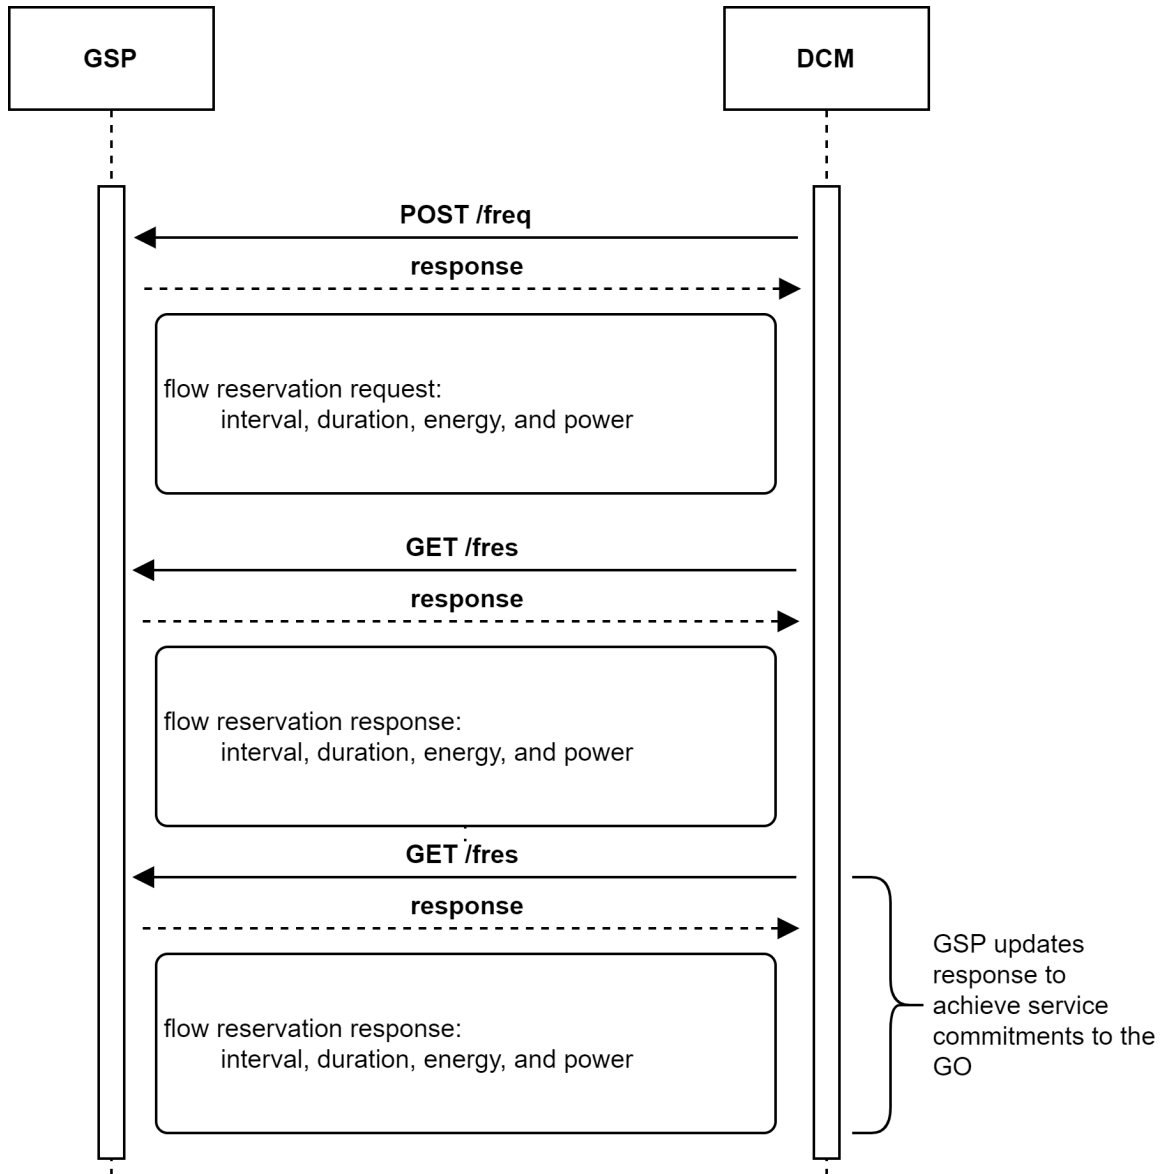 GSP
DCM
POST /freq
response
flow reservation request:
interval, duration, energy, and power
GET /fres
response
flow reservation response:
interval, duration, energy, and power
GET /fres
response
flow reservation response:
interval, duration, energy, and power
GSP updates
response to
achieve service
commitments to the
GO